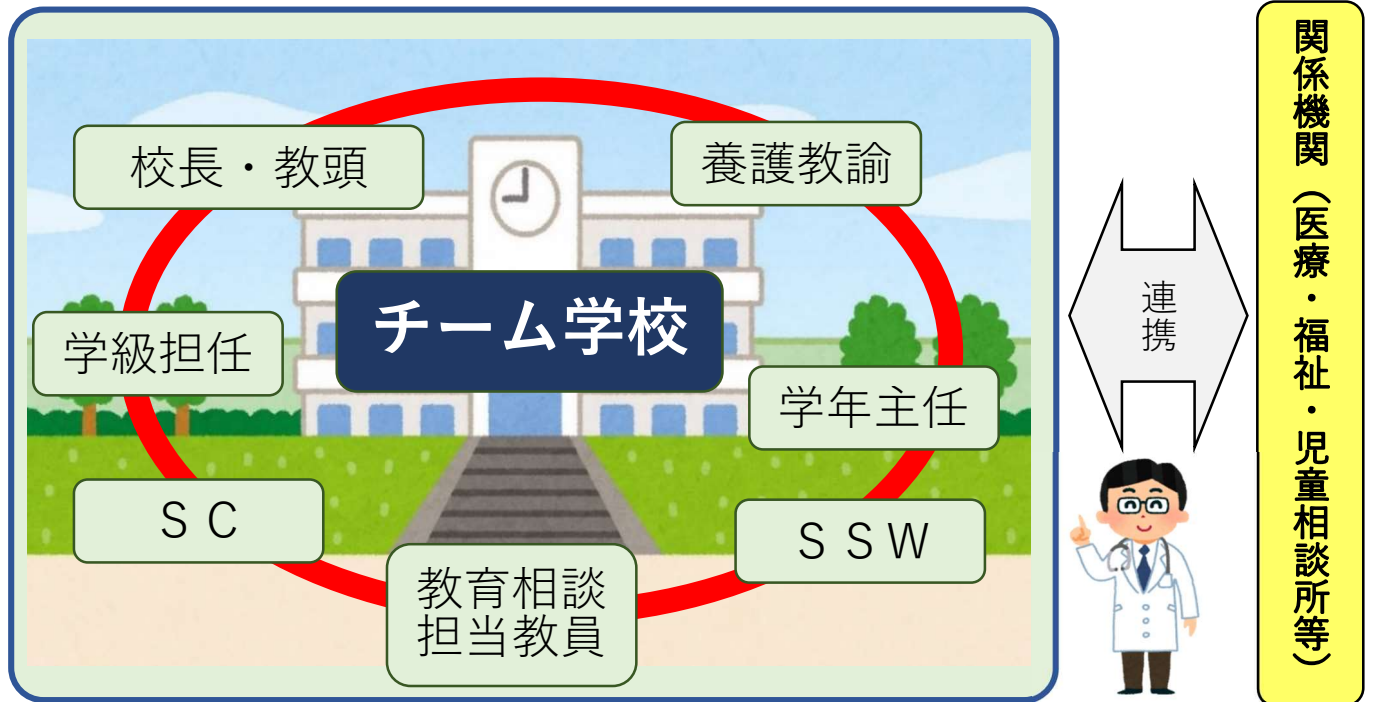 校長・教頭
養護教諭
チーム学校
学級担任
学年主任
ＳＣ
ＳＳＷ
教育相談
担当教員
連携
関係機関（医療・福祉・児童相談所等）